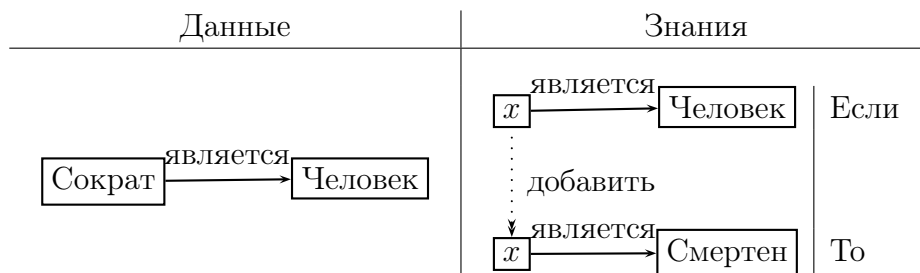 Данные Знания
является
x Человек Если
является
Сократ Человек
добавить
является
x Смертен То